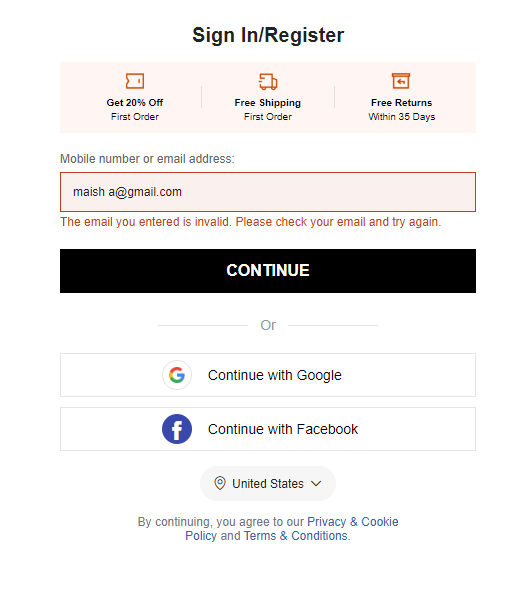 Sign In/Register
Get 20% Off
First Order
Free Shipping
First Order
Free Returns
Within 35 Days
Mobile number or email address:
maish a@gmail.com
The email you entered is invalid. Please check your email and try again.
CONTINUE
Or
Continue with Google
Continue with Facebook
United States
By continuing, you agree to our Privacy & Cookie
Policy and Terms & Conditions.